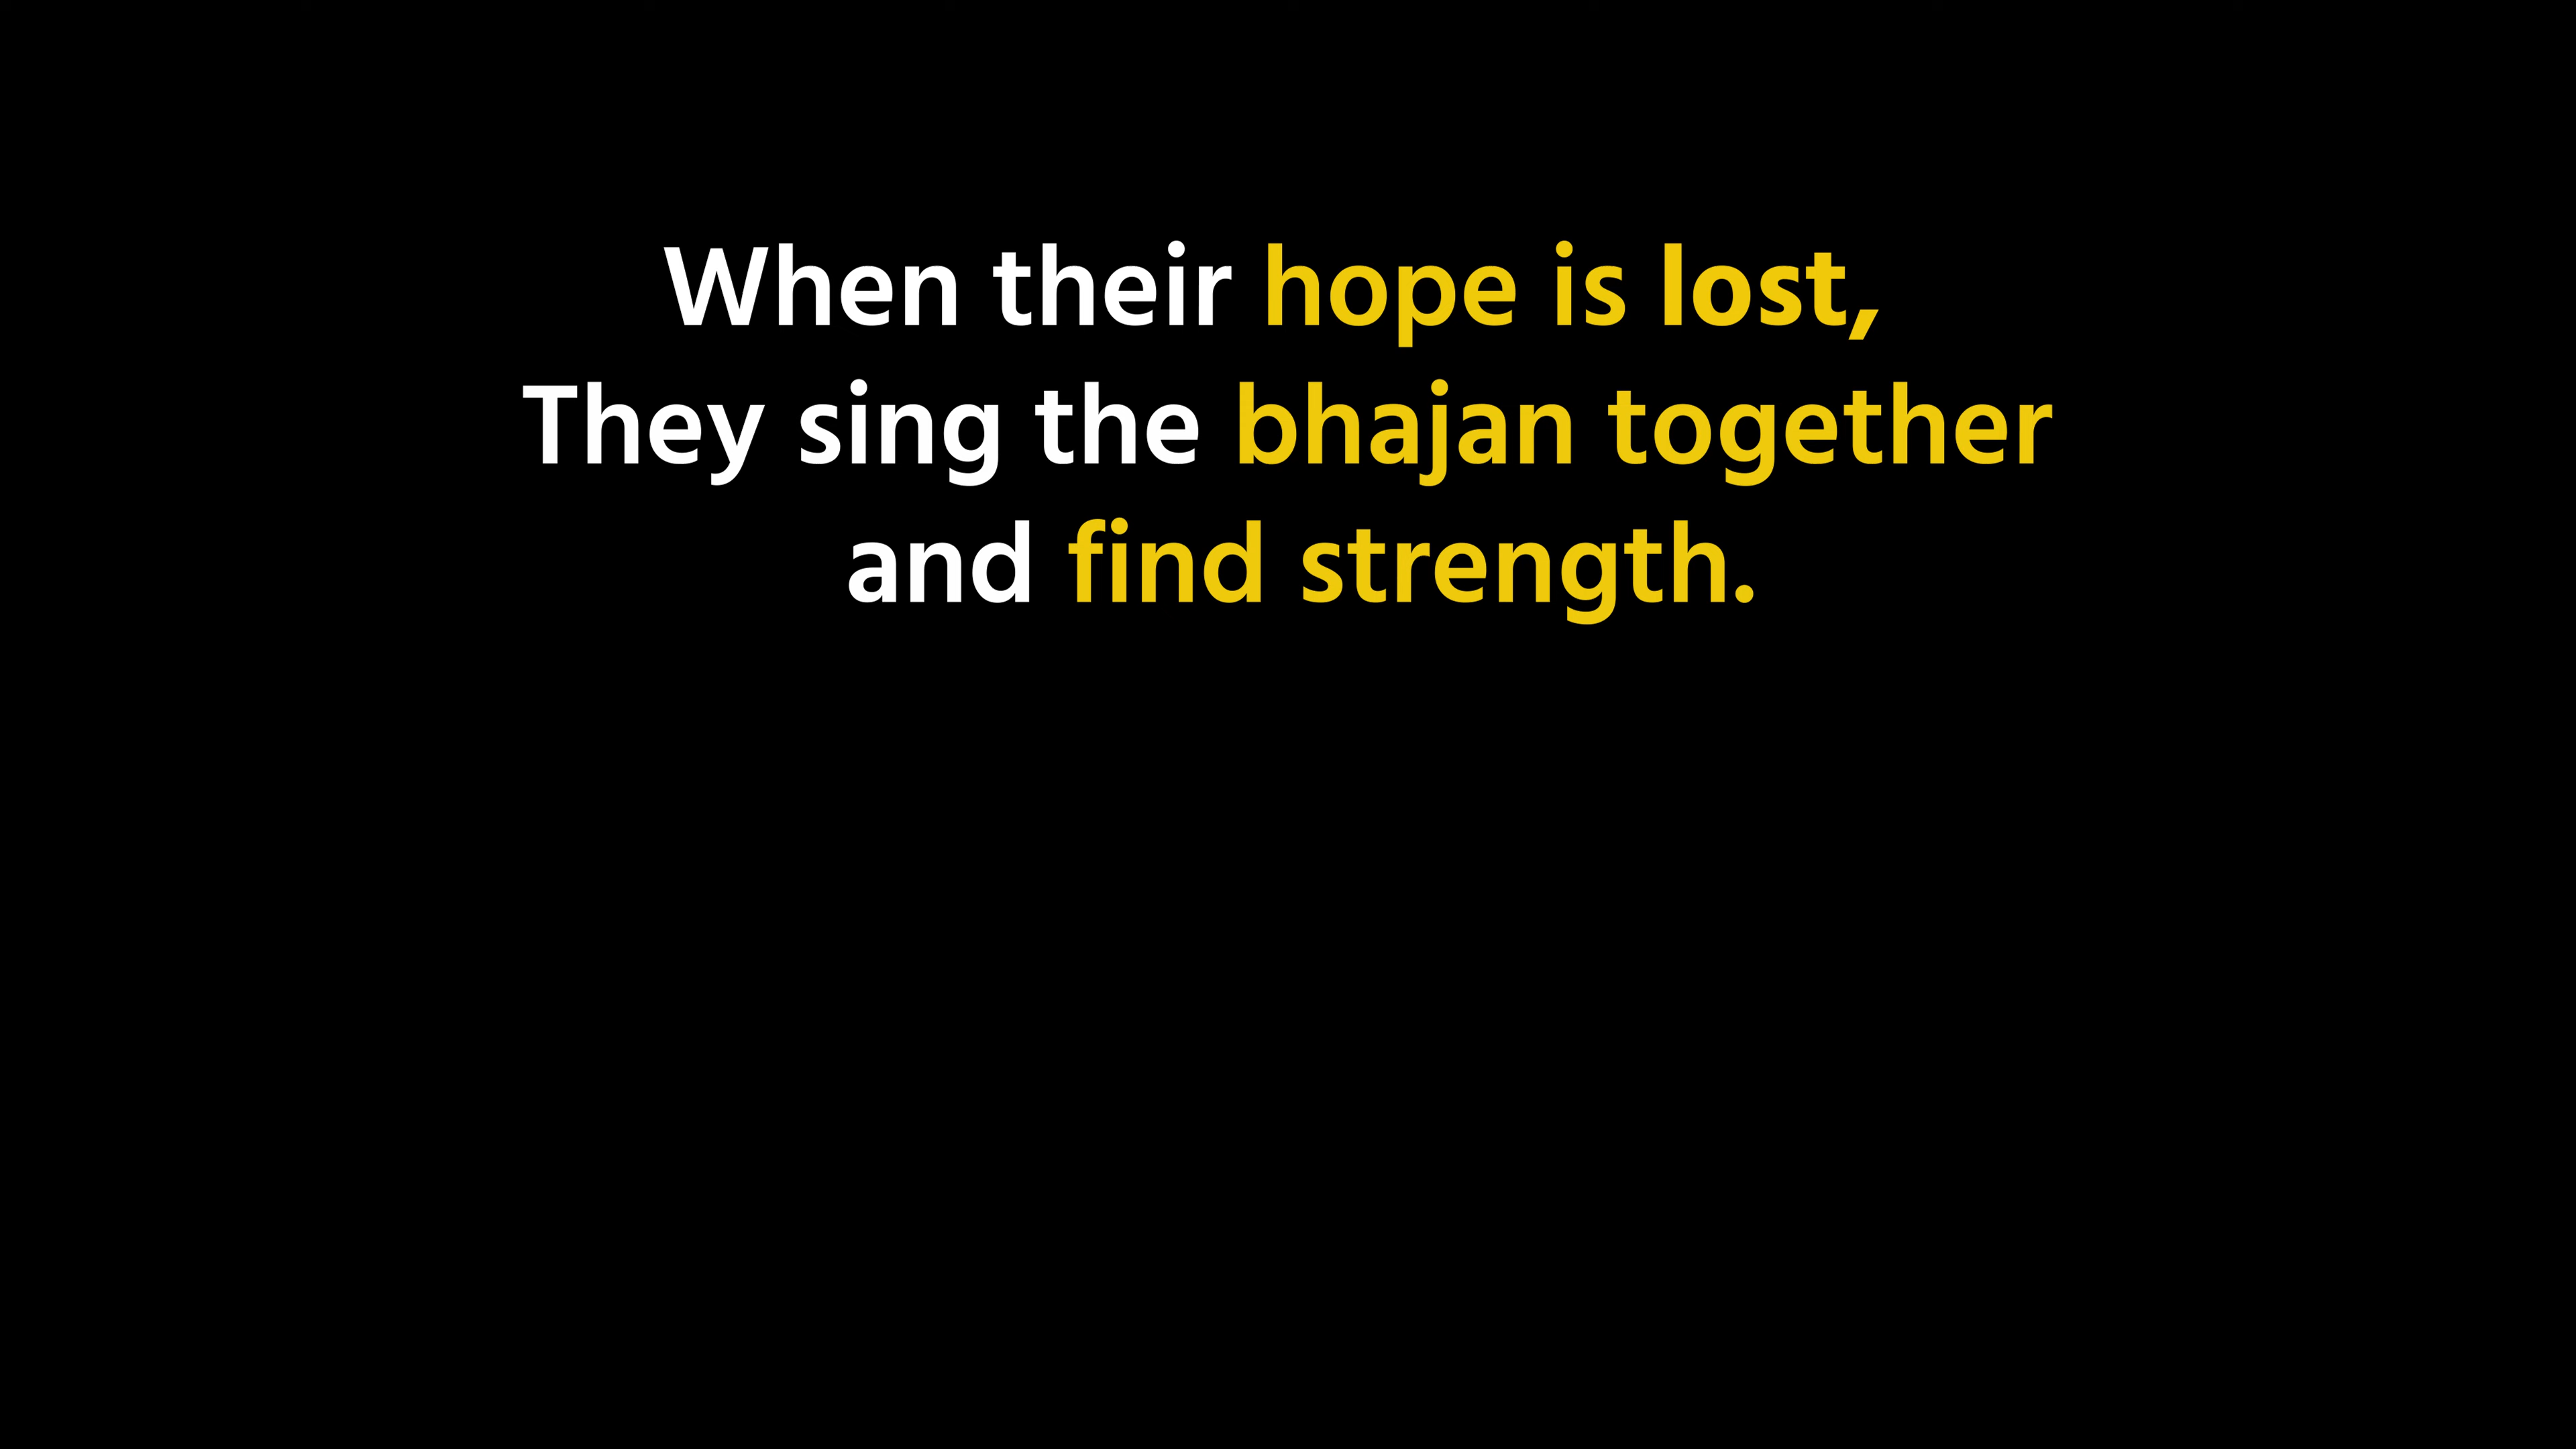 When their hope is lost,
They sing the bhajan together
and find strength.